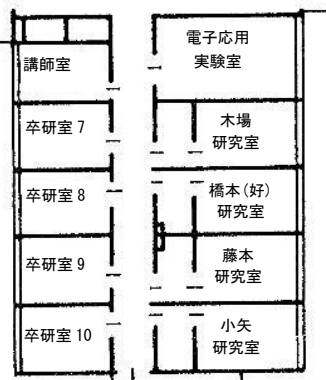 講師室
卒研室 7
卒研室 8
卒研室 9
卒研室 10
電子応用
実験室
木場
研究室
橋本(好)
研究室
藤本
研究室
小矢
研究室